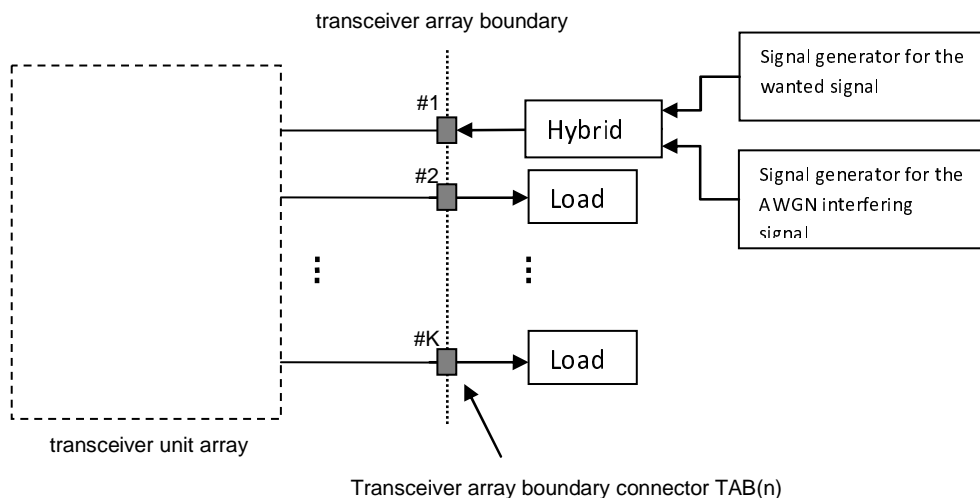 transceiver array boundary
Signal generator for the
wanted signal
#1
Hybrid
#2
Load
Signal generator for the
AWGN interfering
signal
#K
Load
transceiver unit array
Transceiver array boundary connector TAB(n)